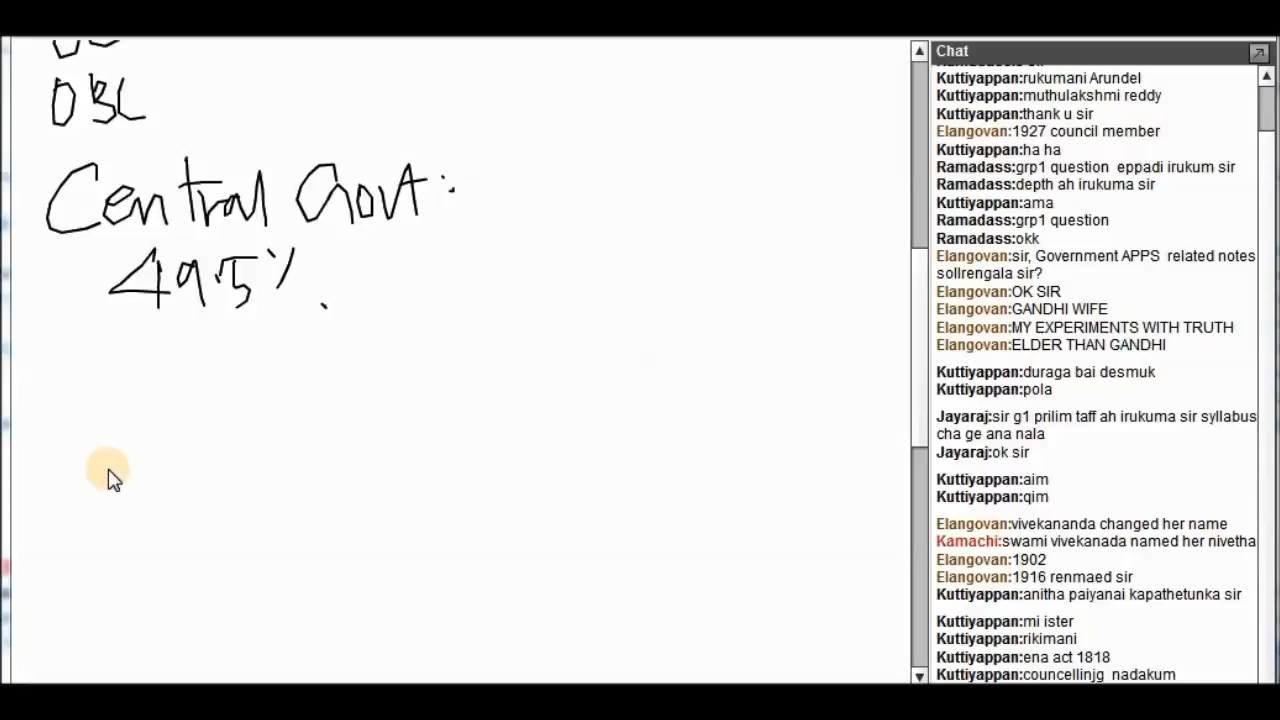 OBC
Central Govt:
49.5%.
Chat
Kuttiyappan:rukumani Arundel
Kuttiyappan:muthulakshmi reddy
Kuttiyappan:thank u sir
Elangovan:1927 council member
Kuttiyappan:ha ha
Ramadass:grp1 question eppadi irukum sir
Ramadass:depth ah irukuma sir
Kuttiyappan:ama
Ramadass:grp1 question
Ramadass:okk
Elangovan:sir, Government APPS related notes
sollrengala sir?
Elangovan:OK SIR
Elangovan:GANDHI WIFE
Elangovan:MY EXPERIMENTS WITH TRUTH
Elangovan:ELDER THAN GANDHI
Kuttiyappan:duraga bai desmuk
Kuttiyappan:pola
Jayaraj:sir g1 prilim taff ah irukuma sir syllabus
cha ge ana nala
Jayaraj:ok sir
Kuttiyappan:aim
Kuttiyappan:qim
Elangovan:vivekananda changed her name
Kamachi:swami vivekanada named her nivetha
Elangovan:1902
Elangovan:1916 renmaed sir
Kuttiyappan:anitha paiyanai kapathetunka sir
Kuttiyappan:mi ister
Kuttiyappan:rikimani
Kuttiyappan:ena act 1818
Kuttiyappan:councellinjg nadakum